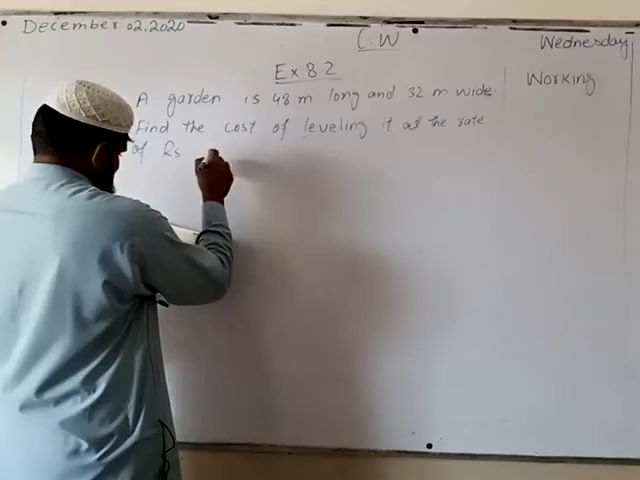 December 02, 2020
C.W
Wednesday
Ex 8.2
Working
A garden is 48 m long and 32 m wide.
Find the cost of leveling it at the rate
of Rs